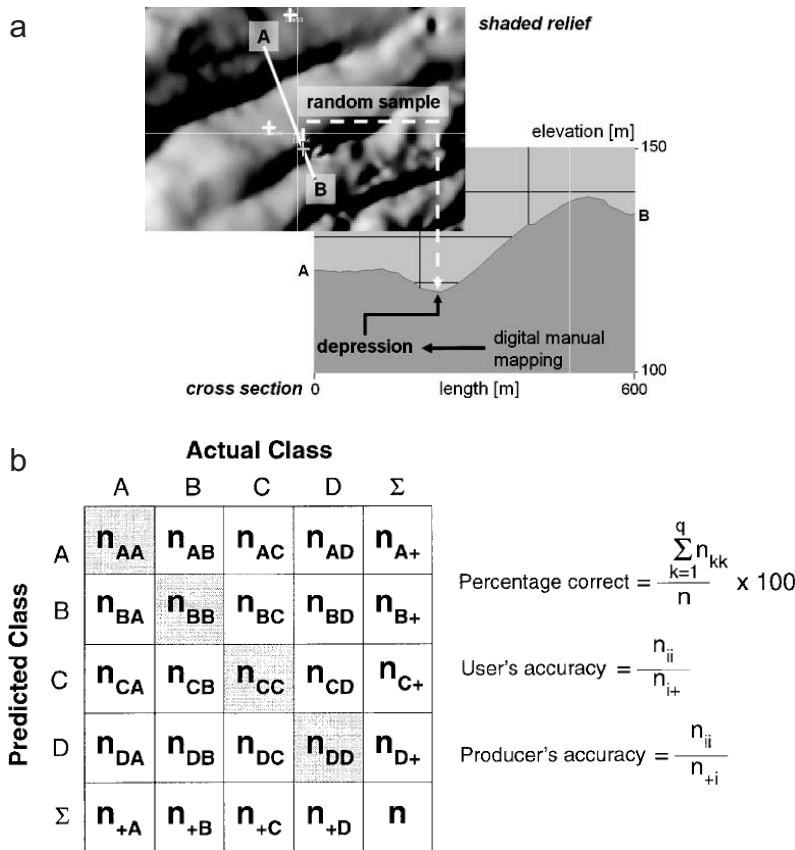 a
shaded relief
A
random sample
B
elevation [m]
150
A
B
depression
digital manual
mapping
100
cross section
0
length [m]
600
b
Actual Class
A B C D Σ
Predicted Class
A n_AA n_AB n_AC n_AD n_A+
B n_BA n_BB n_BC n_BD n_B+
C n_CA n_CB n_CC n_CD n_C+
D n_DA n_DB n_DC n_DD n_D+
Σ n_+A n_+B n_+C n_+D n
Percentage correct = Σ_{k=1}^{q} n_kk / n x 100
User's accuracy = n_ii / n_i+
Producer's accuracy = n_ii / n_+i